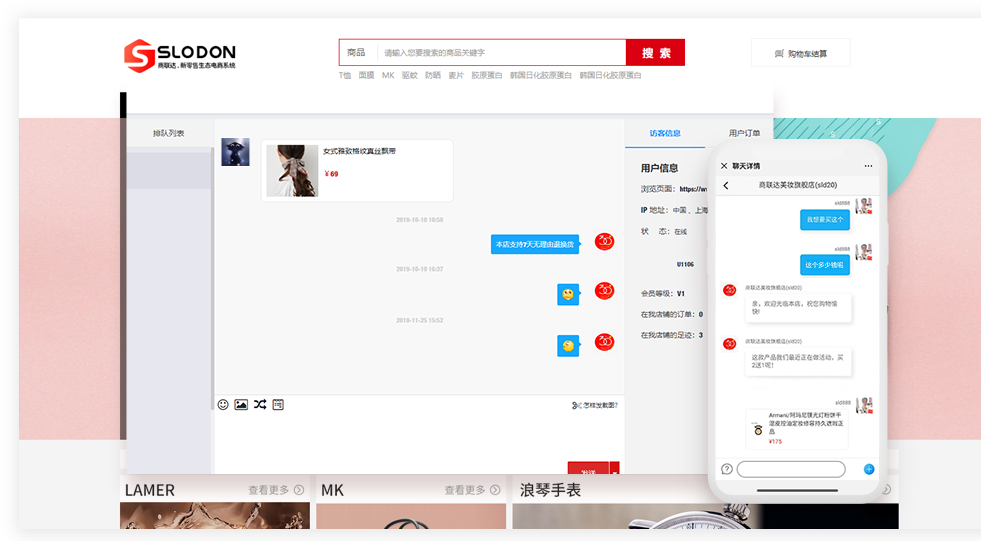 SLODON
商联达，新零售生态电商系统
商品
请输入您要搜索的商品关键字
搜 索
购物车结算
T恤 面膜 MK 驱蚊 防晒 麦片 胶原蛋白 韩国日化胶原蛋白 韩国日化胶原蛋白
排队列表
女式雅致格纹真丝飘带
¥69
2019-10-10 10:58
本店支持7天无理由退换货
2019-10-10 16:37
2019-11-25 15:52
怎样发截图?
发送
访客信息
用户订单
用户信息
浏览页面： https://w
IP 地址： 中国， 上海
状 态： 在线
U1106
会员等级： V1
在我店铺的订单： 0
在我店铺的足迹： 3
聊天详情
商联达美妆旗舰店(sld20)
sld888
我想要买这个
sld888
这个多少钱呢
商联达美妆旗舰店(sld20)
亲，欢迎光临本店，祝您购物愉
快!
商联达美妆旗舰店(sld20)
这款产品我们最近正在做活动，买
2送1呢!
sld888
Armani/阿玛尼镁光灯粉饼干
湿皮控油定妆修容持久遮瑕正
品
¥175
LAMER
查看更多
MK
查看更多
浪琴手表